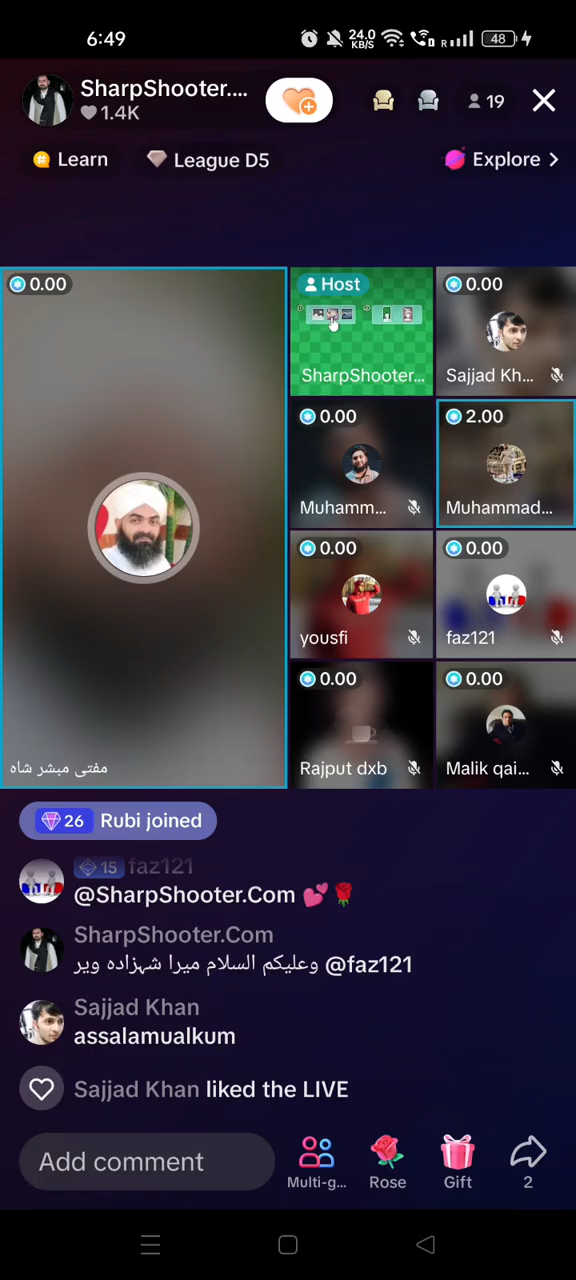 6:49
24.0
KB/S
R
48
SharpShooter....
1.4K
19
Learn
League D5
Explore
0.00
Host
SharpShooter...
0.00
Sajjad Kh...
0.00
Muhamm...
2.00
Muhammad...
0.00
yousfi
0.00
faz121
0.00
Rajput dxb
0.00
Malik qai...
مفتی مبشر شاہ
26 Rubi joined
15 faz121
@SharpShooter.Com 💕🌹
SharpShooter.Com
وعلیکم السلام میرا شہزادہ ویر @faz121
Sajjad Khan
assalamualkum
Sajjad Khan liked the LIVE
Add comment
Multi-g...
Rose
Gift
2